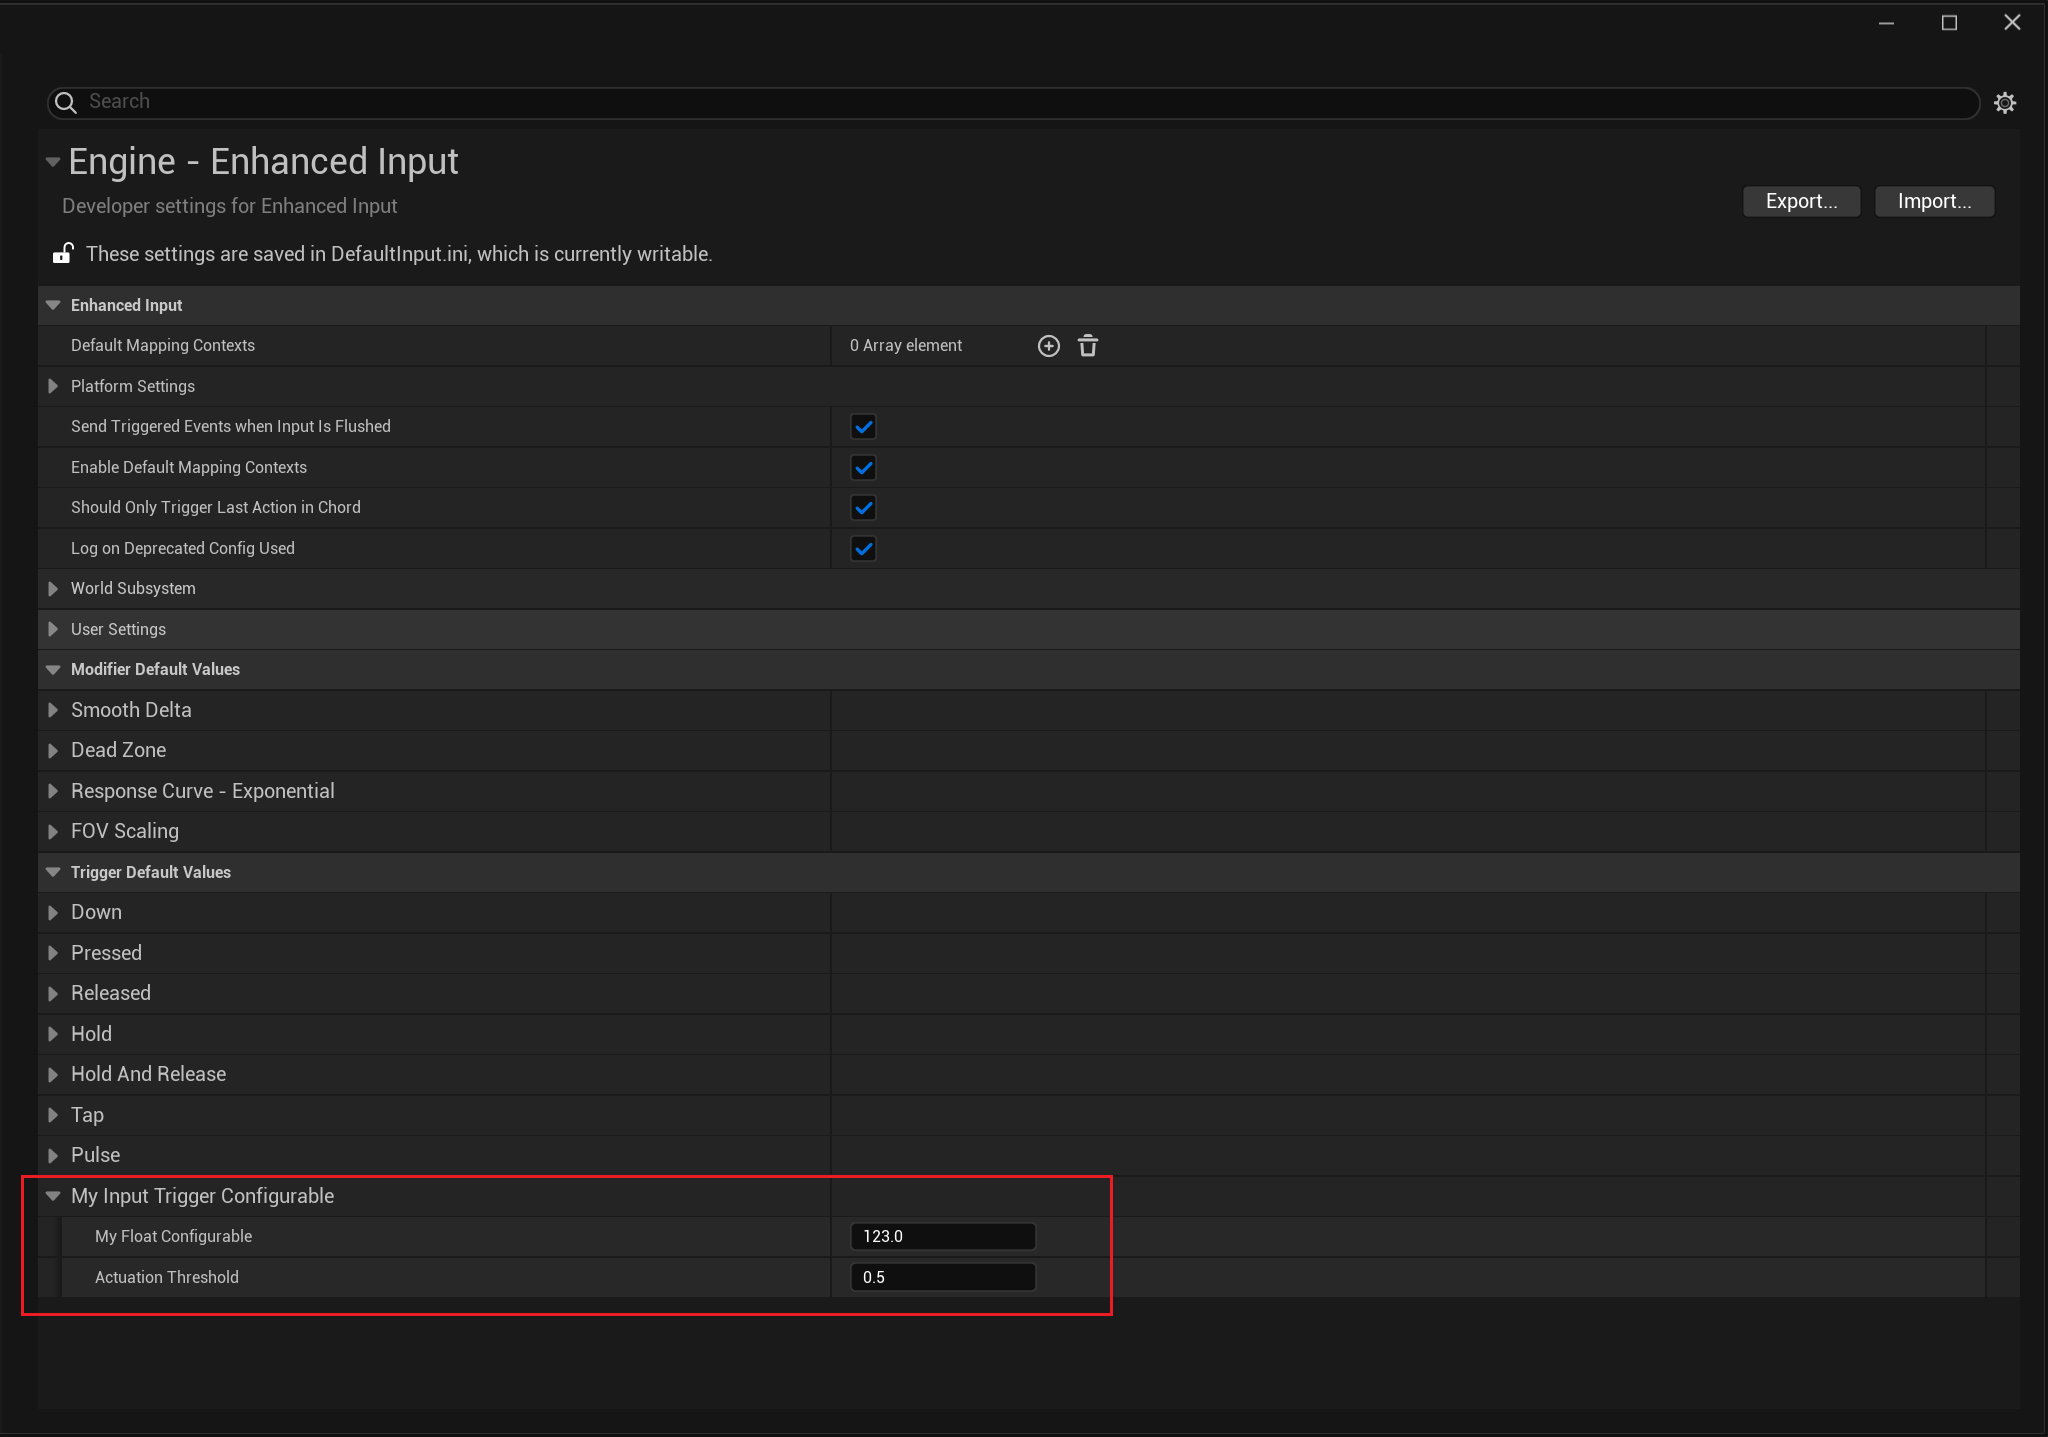 Search
Engine - Enhanced Input
Developer settings for Enhanced Input
Export...
Import...
These settings are saved in DefaultInput.ini, which is currently writable.
Enhanced Input
Default Mapping Contexts
0 Array element
Platform Settings
Send Triggered Events when Input Is Flushed
Enable Default Mapping Contexts
Should Only Trigger Last Action in Chord
Log on Deprecated Config Used
World Subsystem
User Settings
Modifier Default Values
Smooth Delta
Dead Zone
Response Curve - Exponential
FOV Scaling
Trigger Default Values
Down
Pressed
Released
Hold
Hold And Release
Tap
Pulse
My Input Trigger Configurable
My Float Configurable
123.0
Actuation Threshold
0.5